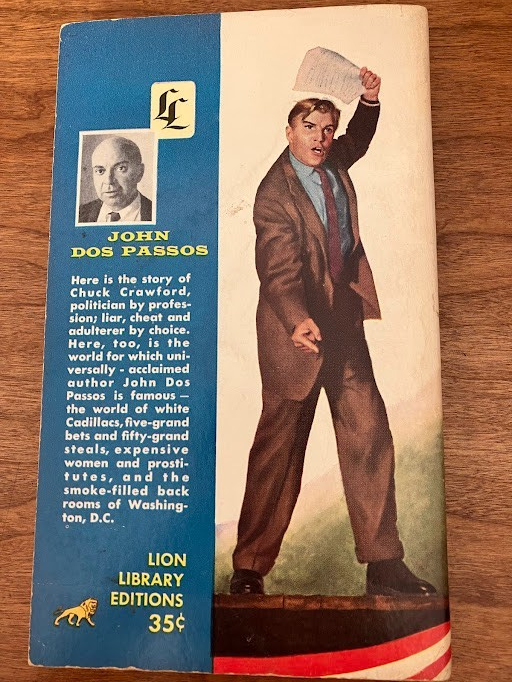 LL
JOHN
DOS PASSOS
Here is the story of
Chuck Crawford,
politician by profes-
sion; liar, cheat and
adulterer by choice.
Here, too, is the
world for which uni-
versally - acclaimed
author John Dos
Passos is famous —
the world of white
Cadillacs, five-grand
bets and fifty-grand
steals, expensive
women and prosti-
tutes, and the
smoke-filled back
rooms of Washing-
ton, D.C.
LION
LIBRARY
EDITIONS
35¢